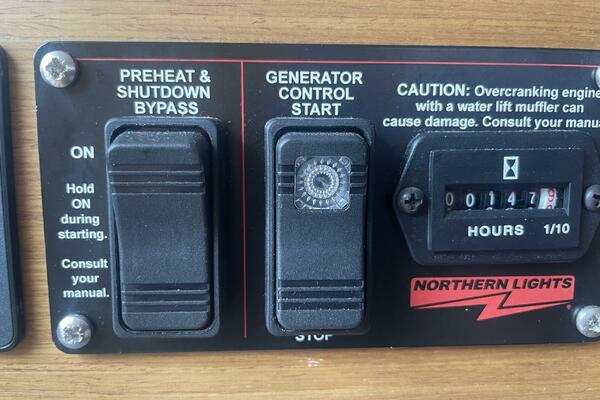 PREHEAT &
SHUTDOWN
BYPASS
ON
Hold
ON
during
starting.
Consult
your
manual.
GENERATOR
CONTROL
START
STOP
CAUTION: Overcranking engine
with a water lift muffler can
cause damage. Consult your manual
00147
HOURS 1/10
NORTHERN LIGHTS